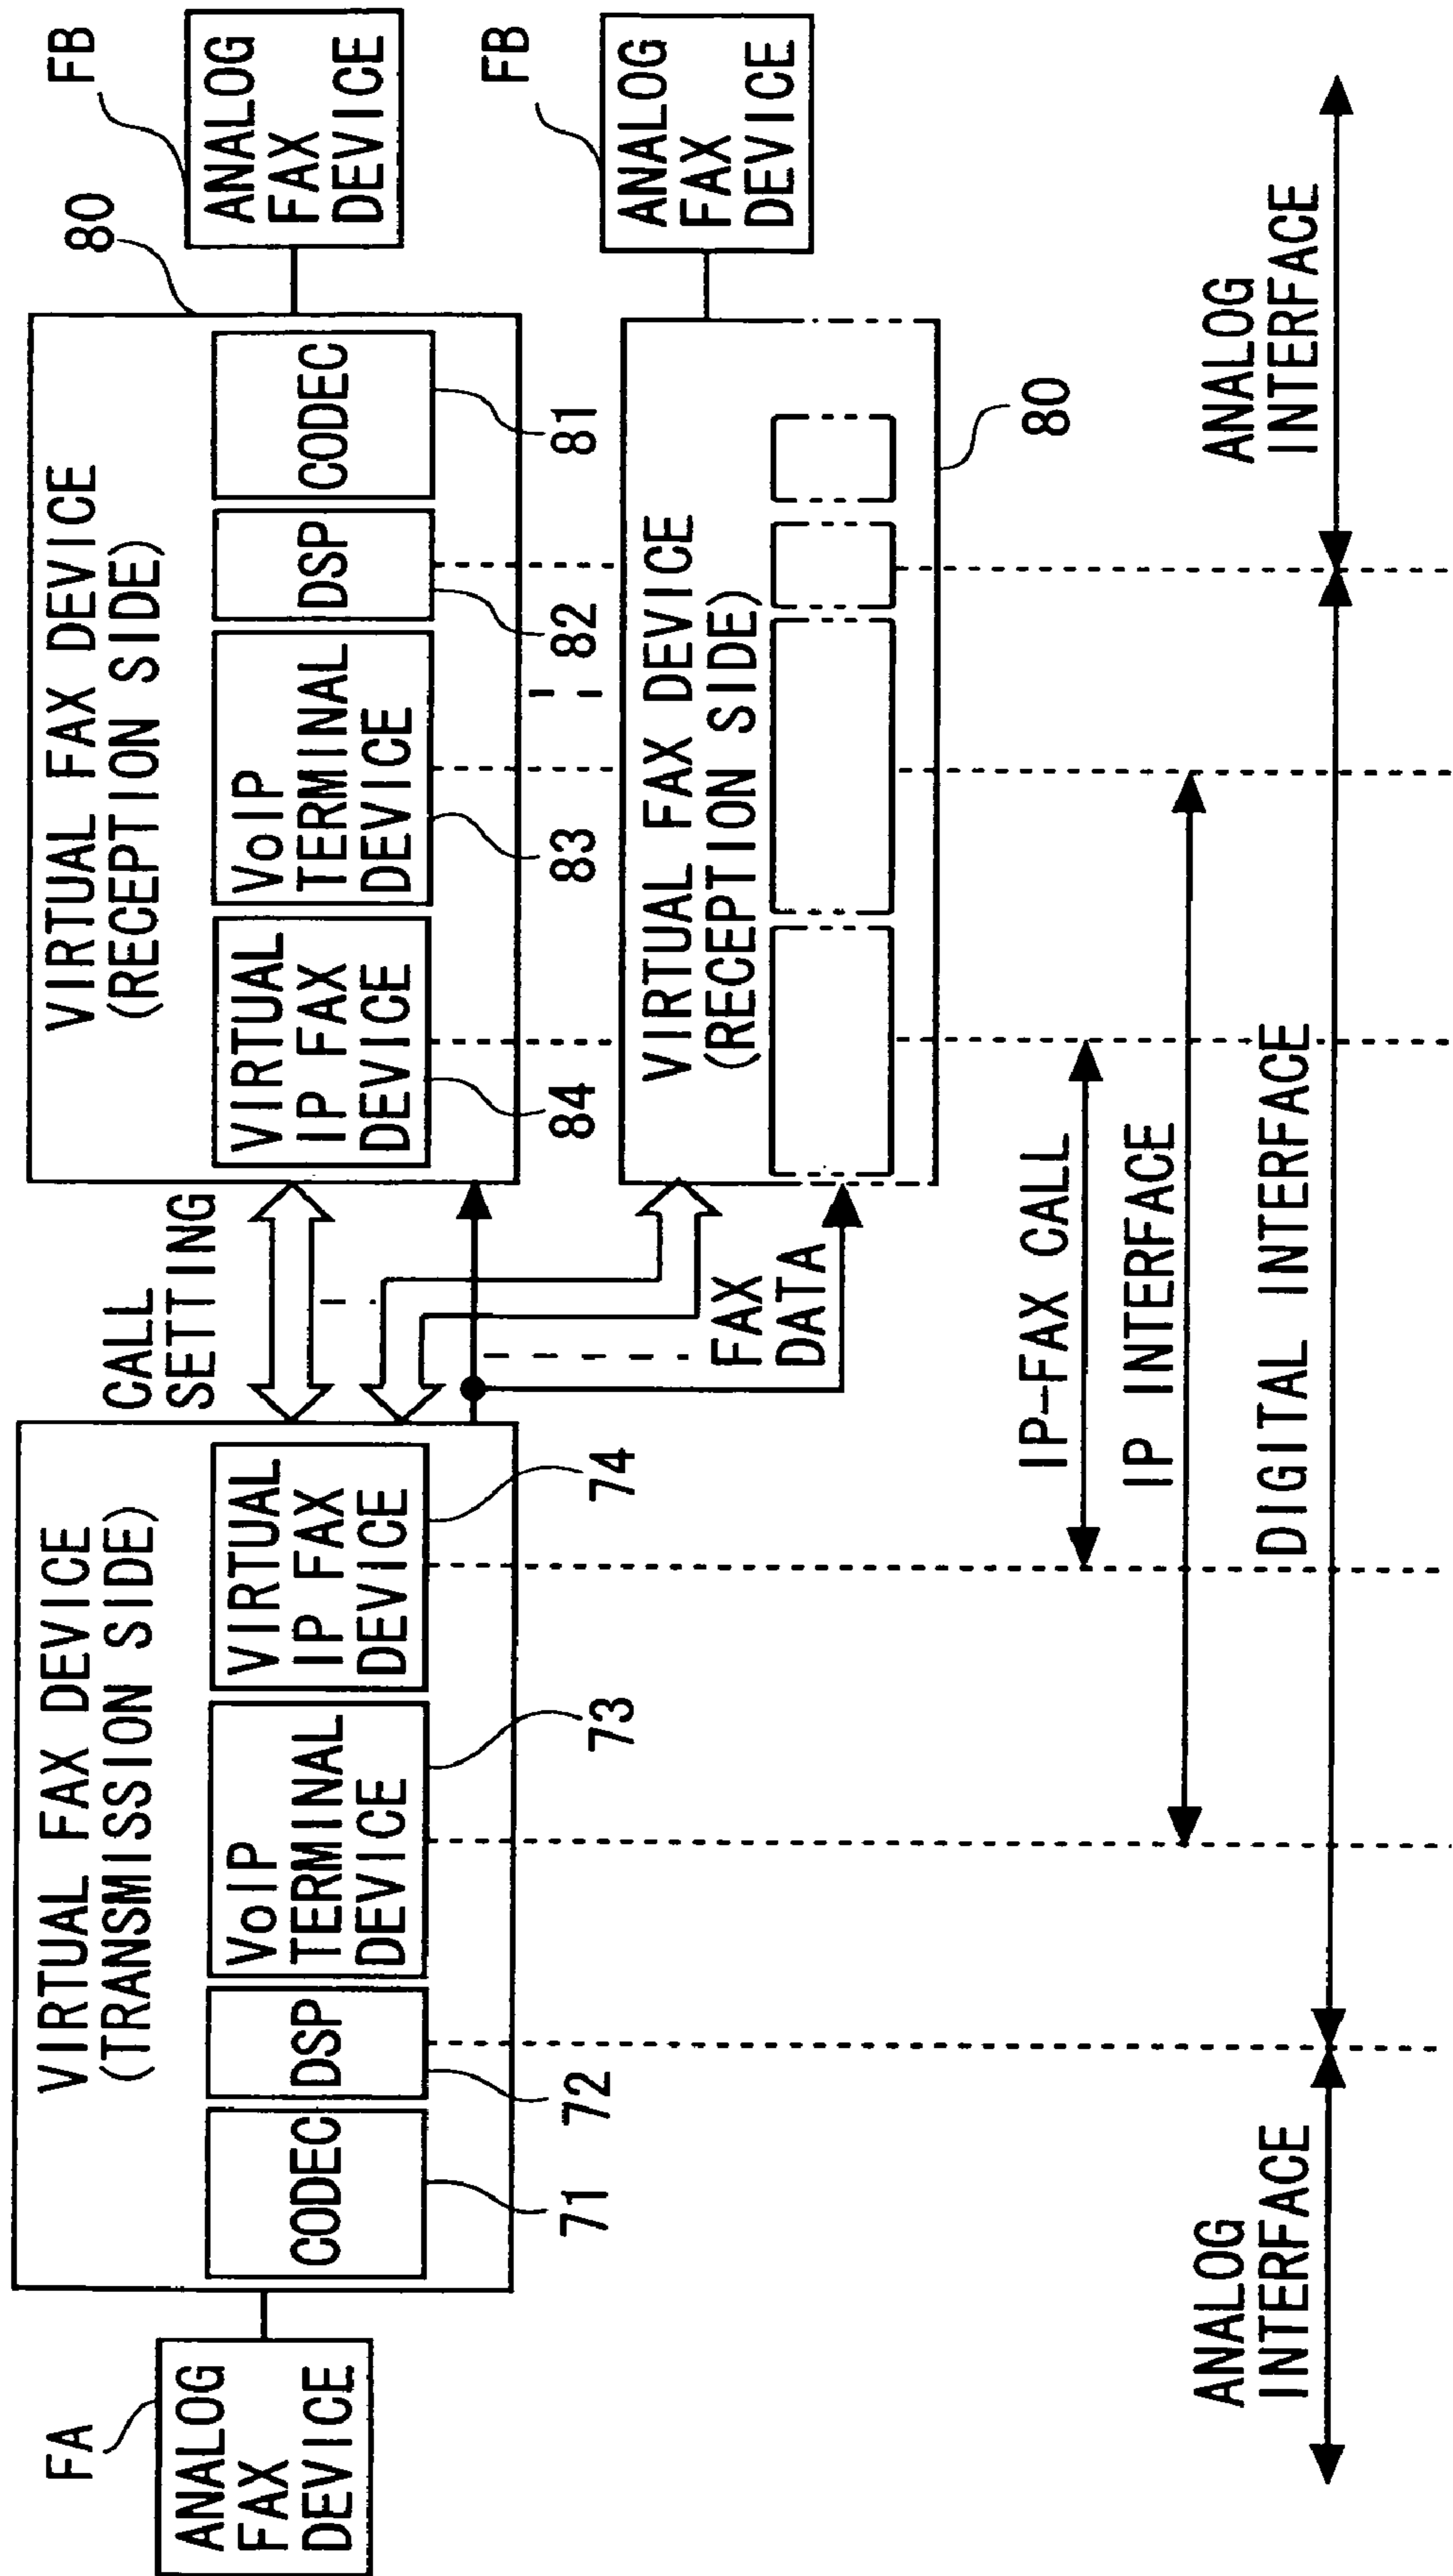 FA
ANALOG
FAX
DEVICE
VIRTUAL FAX DEVICE
(TRANSMISSION SIDE)
CODEC
DSP
VoIP
TERMINAL
DEVICE
VIRTUAL
IP FAX
DEVICE
71
72
73
74
CALL
SETTING
FAX
DATA
VIRTUAL FAX DEVICE
(RECEPTION SIDE)
80
VIRTUAL
IP FAX
DEVICE
VoIP
TERMINAL
DEVICE
DSP
CODEC
84
83
82
81
FB
ANALOG
FAX
DEVICE
VIRTUAL FAX DEVICE
(RECEPTION SIDE)
80
FB
ANALOG
FAX
DEVICE
IP-FAX CALL
IP INTERFACE
ANALOG
INTERFACE
DIGITAL INTERFACE
ANALOG
INTERFACE